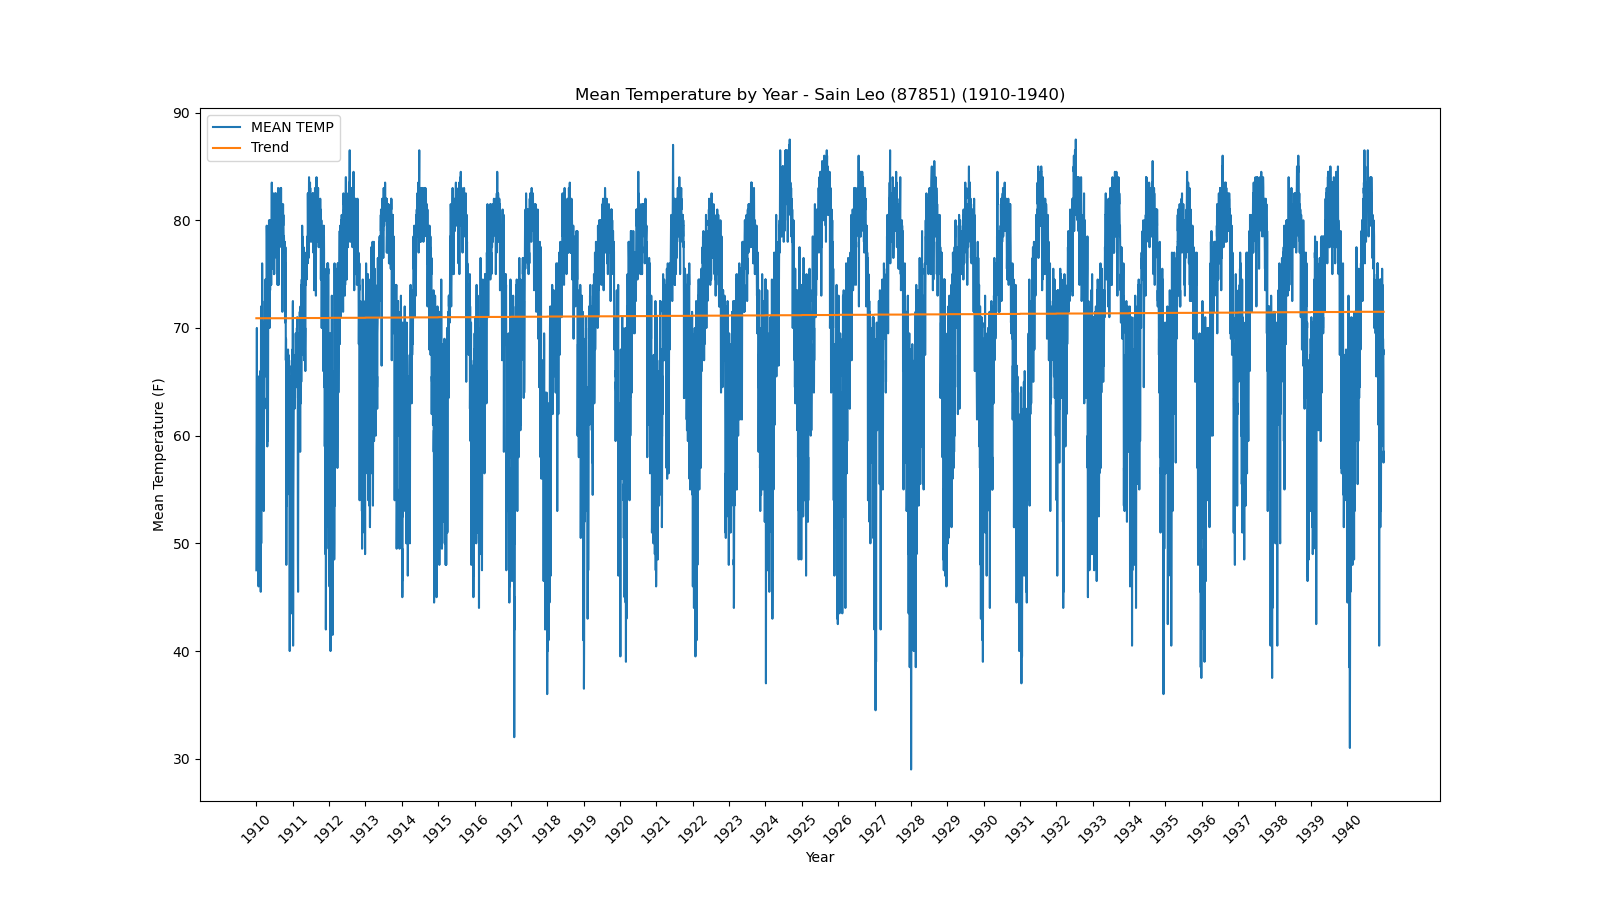 Mean Temperature by Year - Sain Leo (87851) (1910-1940)
MEAN TEMP
Trend
90
80
70
60
50
40
30
Mean Temperature (F)
1910 1911 1912 1913 1914 1915 1916 1917 1918 1919 1920 1921 1922 1923 1924 1925 1926 1927 1928 1929 1930 1931 1932 1933 1934 1935 1936 1937 1938 1939 1940
Year